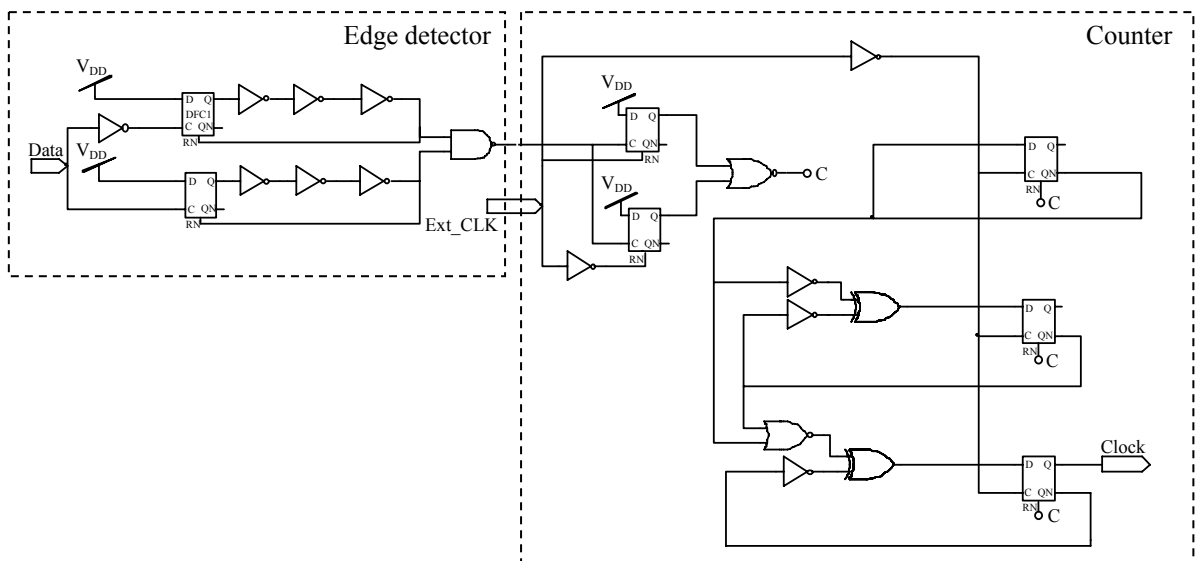 Edge detector
Counter
VDD
D Q
DFC1
C QN
RN
Data
VDD
D Q
C QN
RN
Ext_CLK
VDD
D Q
C QN
RN
VDD
D Q
C QN
RN
C
D Q
C QN
RN
C
D Q
C QN
RN
C
D Q
C QN
RN
C
Clock